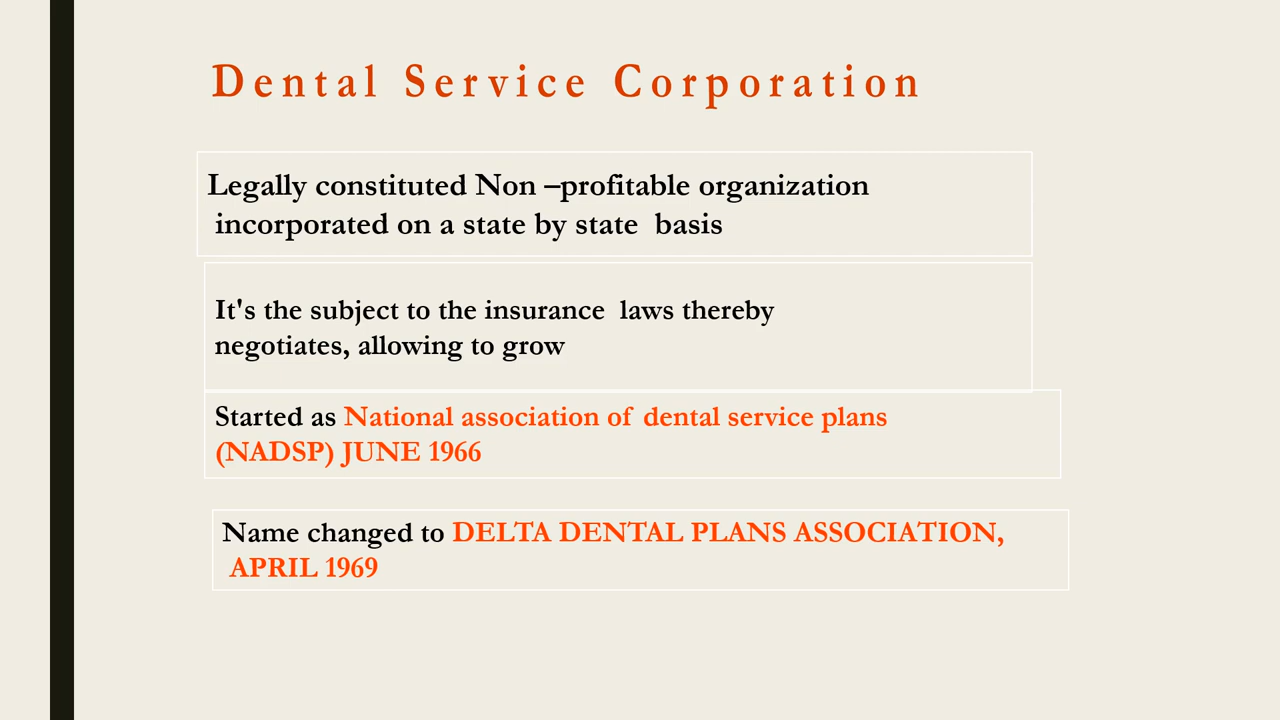 Dental Service Corporation
Legally constituted Non –profitable organization
incorporated on a state by state basis
It's the subject to the insurance laws thereby
negotiates, allowing to grow
Started as National association of dental service plans
(NADSP) JUNE 1966
Name changed to DELTA DENTAL PLANS ASSOCIATION,
APRIL 1969